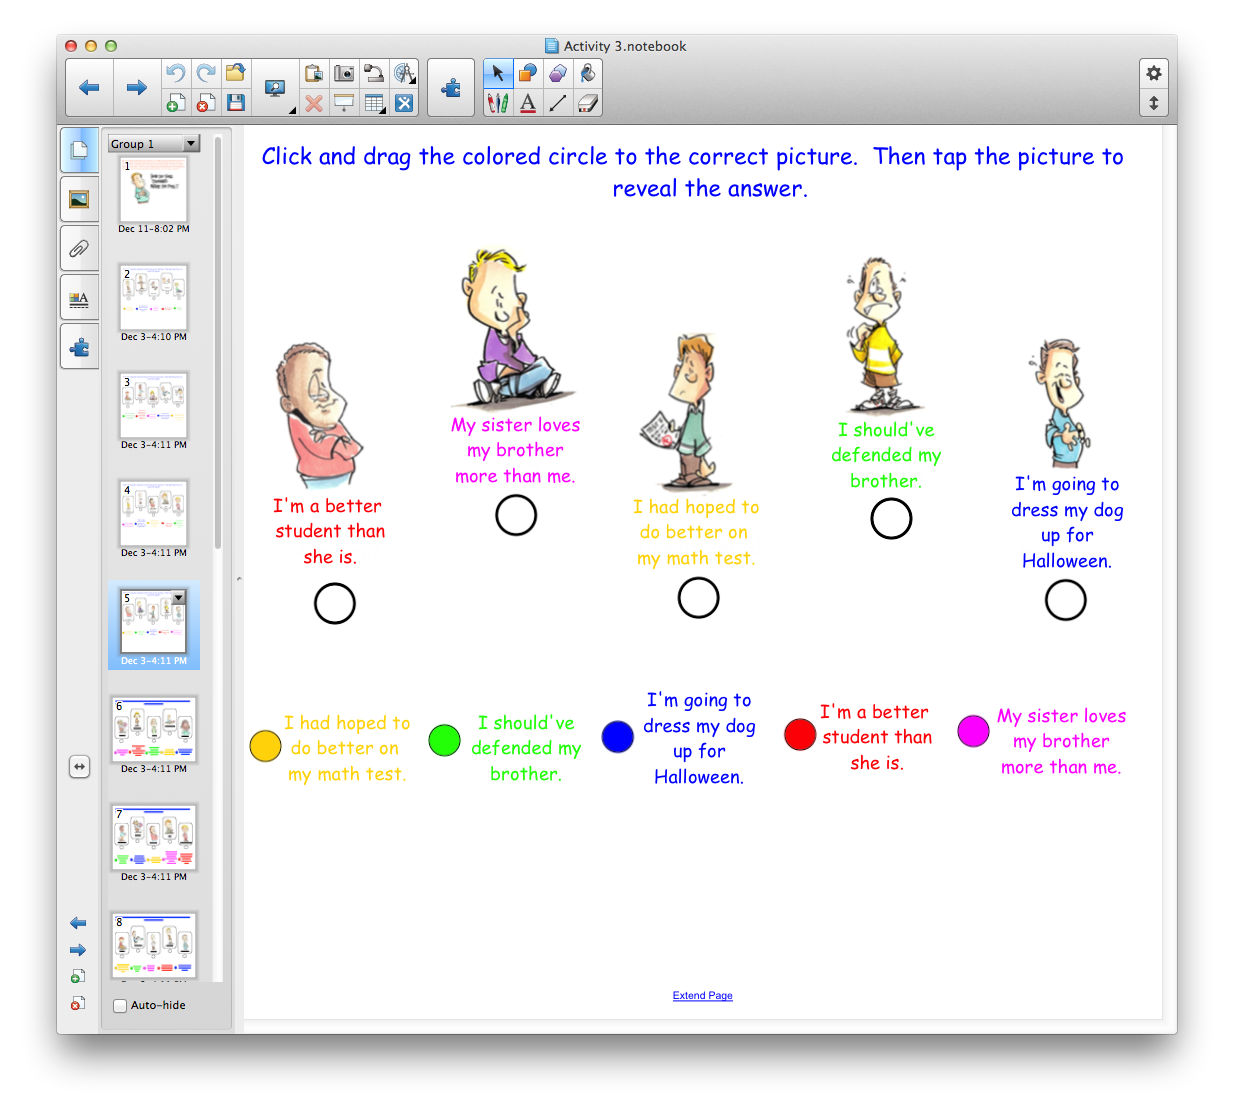 Activity 3.notebook
Group 1
1
Dec 11-8:02 PM
2
Dec 3-4:10 PM
3
Dec 3-4:11 PM
4
Dec 3-4:11 PM
5
Dec 3-4:11 PM
6
Dec 3-4:11 PM
7
Dec 3-4:11 PM
8
Auto-hide
Click and drag the colored circle to the correct picture. Then tap the picture to
reveal the answer.
I'm a better
student than
she is.
My sister loves
my brother
more than me.
I had hoped to
do better on
my math test.
I should've
defended my
brother.
I'm going to
dress my dog
up for
Halloween.
I had hoped to
do better on
my math test.
I should've
defended my
brother.
I'm going to
dress my dog
up for
Halloween.
I'm a better
student than
she is.
My sister loves
my brother
more than me.
Extend Page